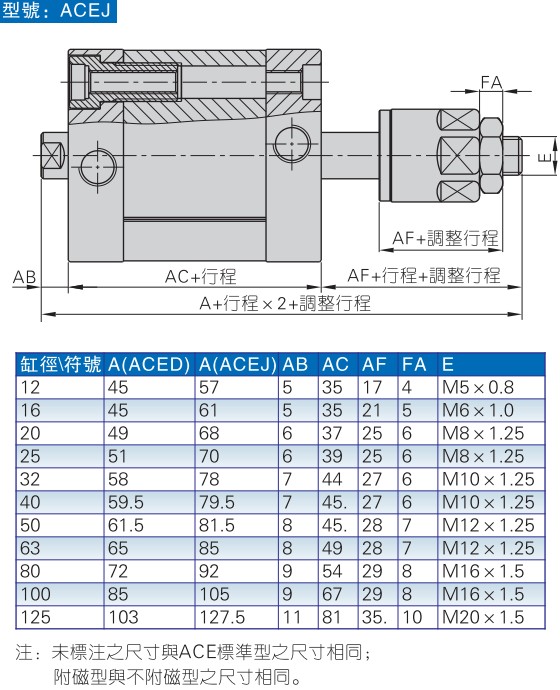 型號: ACEJ
FA
E
AF+調整行程
AB
AC+行程
AF+行程+調整行程
A+行程×2+調整行程
缸徑\符號 A(ACED) A(ACEJ) AB AC AF FA E
12 45 57 5 35 17 4 M5×0.8
16 45 61 5 35 21 5 M6×1.0
20 49 68 6 37 25 6 M8×1.25
25 51 70 6 39 25 6 M8×1.25
32 58 78 7 44 27 6 M10×1.25
40 59.5 79.5 7 45. 27 6 M10×1.25
50 61.5 81.5 8 45. 28 7 M12×1.25
63 65 85 8 49 28 7 M12×1.25
80 72 92 9 54 29 8 M16×1.5
100 85 105 9 67 29 8 M16×1.5
125 103 127.5 11 81 35. 10 M20×1.5
注: 未標注之尺寸與ACE標準型之尺寸相同;
附磁型與不附磁型之尺寸相同。